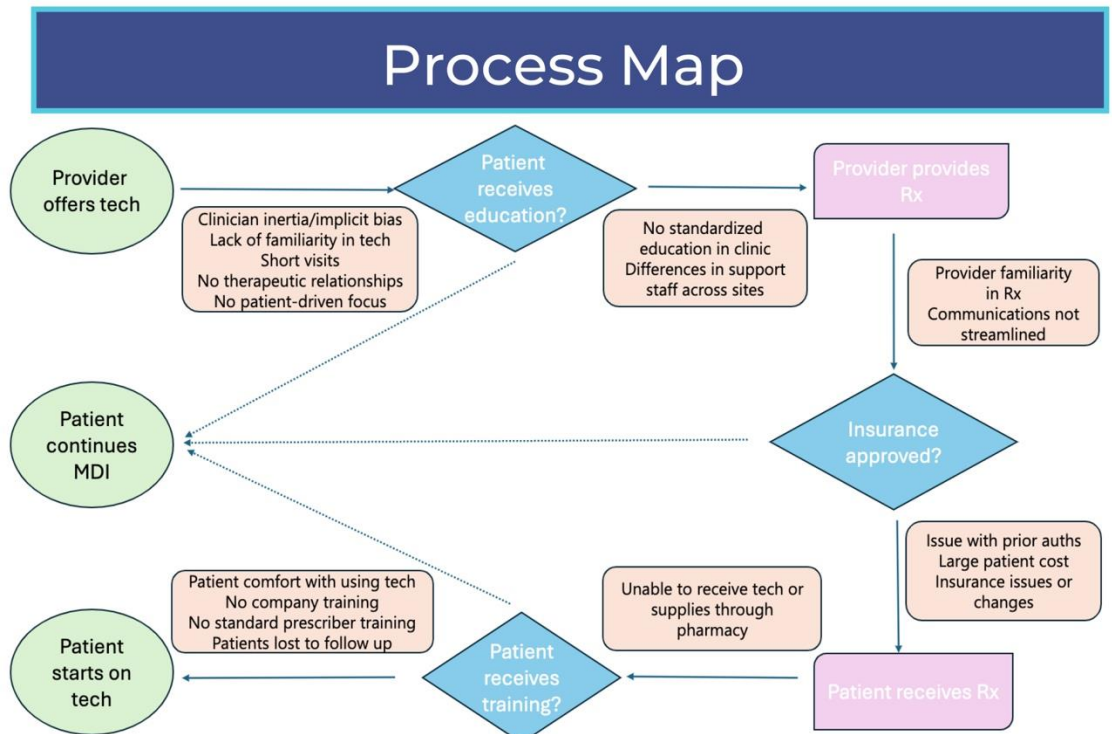 Process Map
Provider
offers tech
Clinician inertia/implicit bias
Lack of familiarity in tech
Short visits
No therapeutic relationships
No patient-driven focus
Patient
receives
education?
No standardized
education in clinic
Differences in support
staff across sites
Provider provides
Rx
Provider familiarity
in Rx
Communications not
streamlined
Patient
continues
MDI
Insurance
approved?
Issue with prior auths
Large patient cost
Insurance issues or
changes
Patient receives Rx
Unable to receive tech or
supplies through
pharmacy
Patient
receives
training?
Patient comfort with using tech
No company training
No standard prescriber training
Patients lost to follow up
Patient
starts on
tech